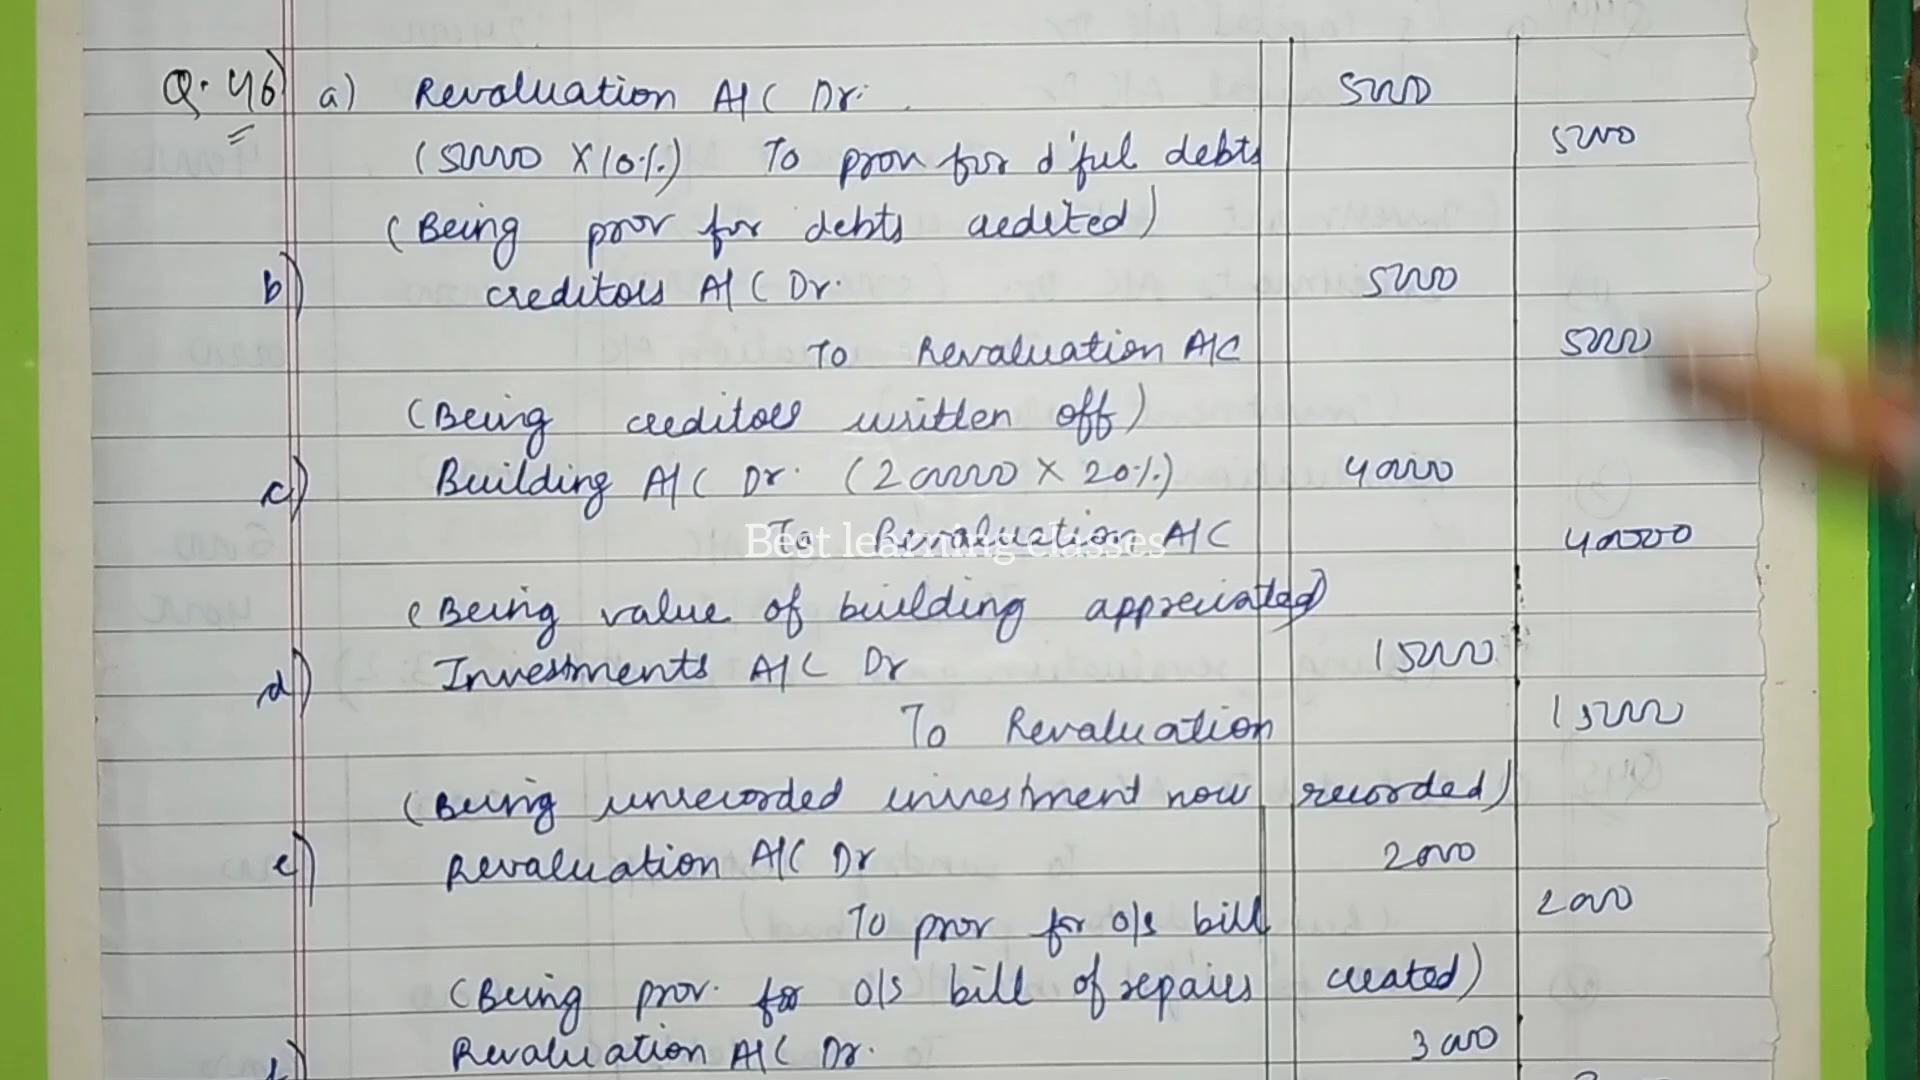 Q. 46) a) Revaluation A/C Dr. 5000
(50000 X 10%) To prov for d'ful debts 5000
(Being prov for debts credited)
b) creditors A/C Dr. 5000
To Revaluation A/C 5000
(Being creditors written off)
c) Building A/C Dr. (200000 X 20%) 40000
To Revaluation A/C 40000
Best learning classes
(Being value of building appreciated)
d) Investments A/C Dr 15000
To Revaluation 15000
(Being unrecorded investment now recorded)
e) Revaluation A/C Dr 2000
To prov for o/s bill 2000
(Being prov. for o/s bill of repairs created)
Revaluation A/C Dr. 3000